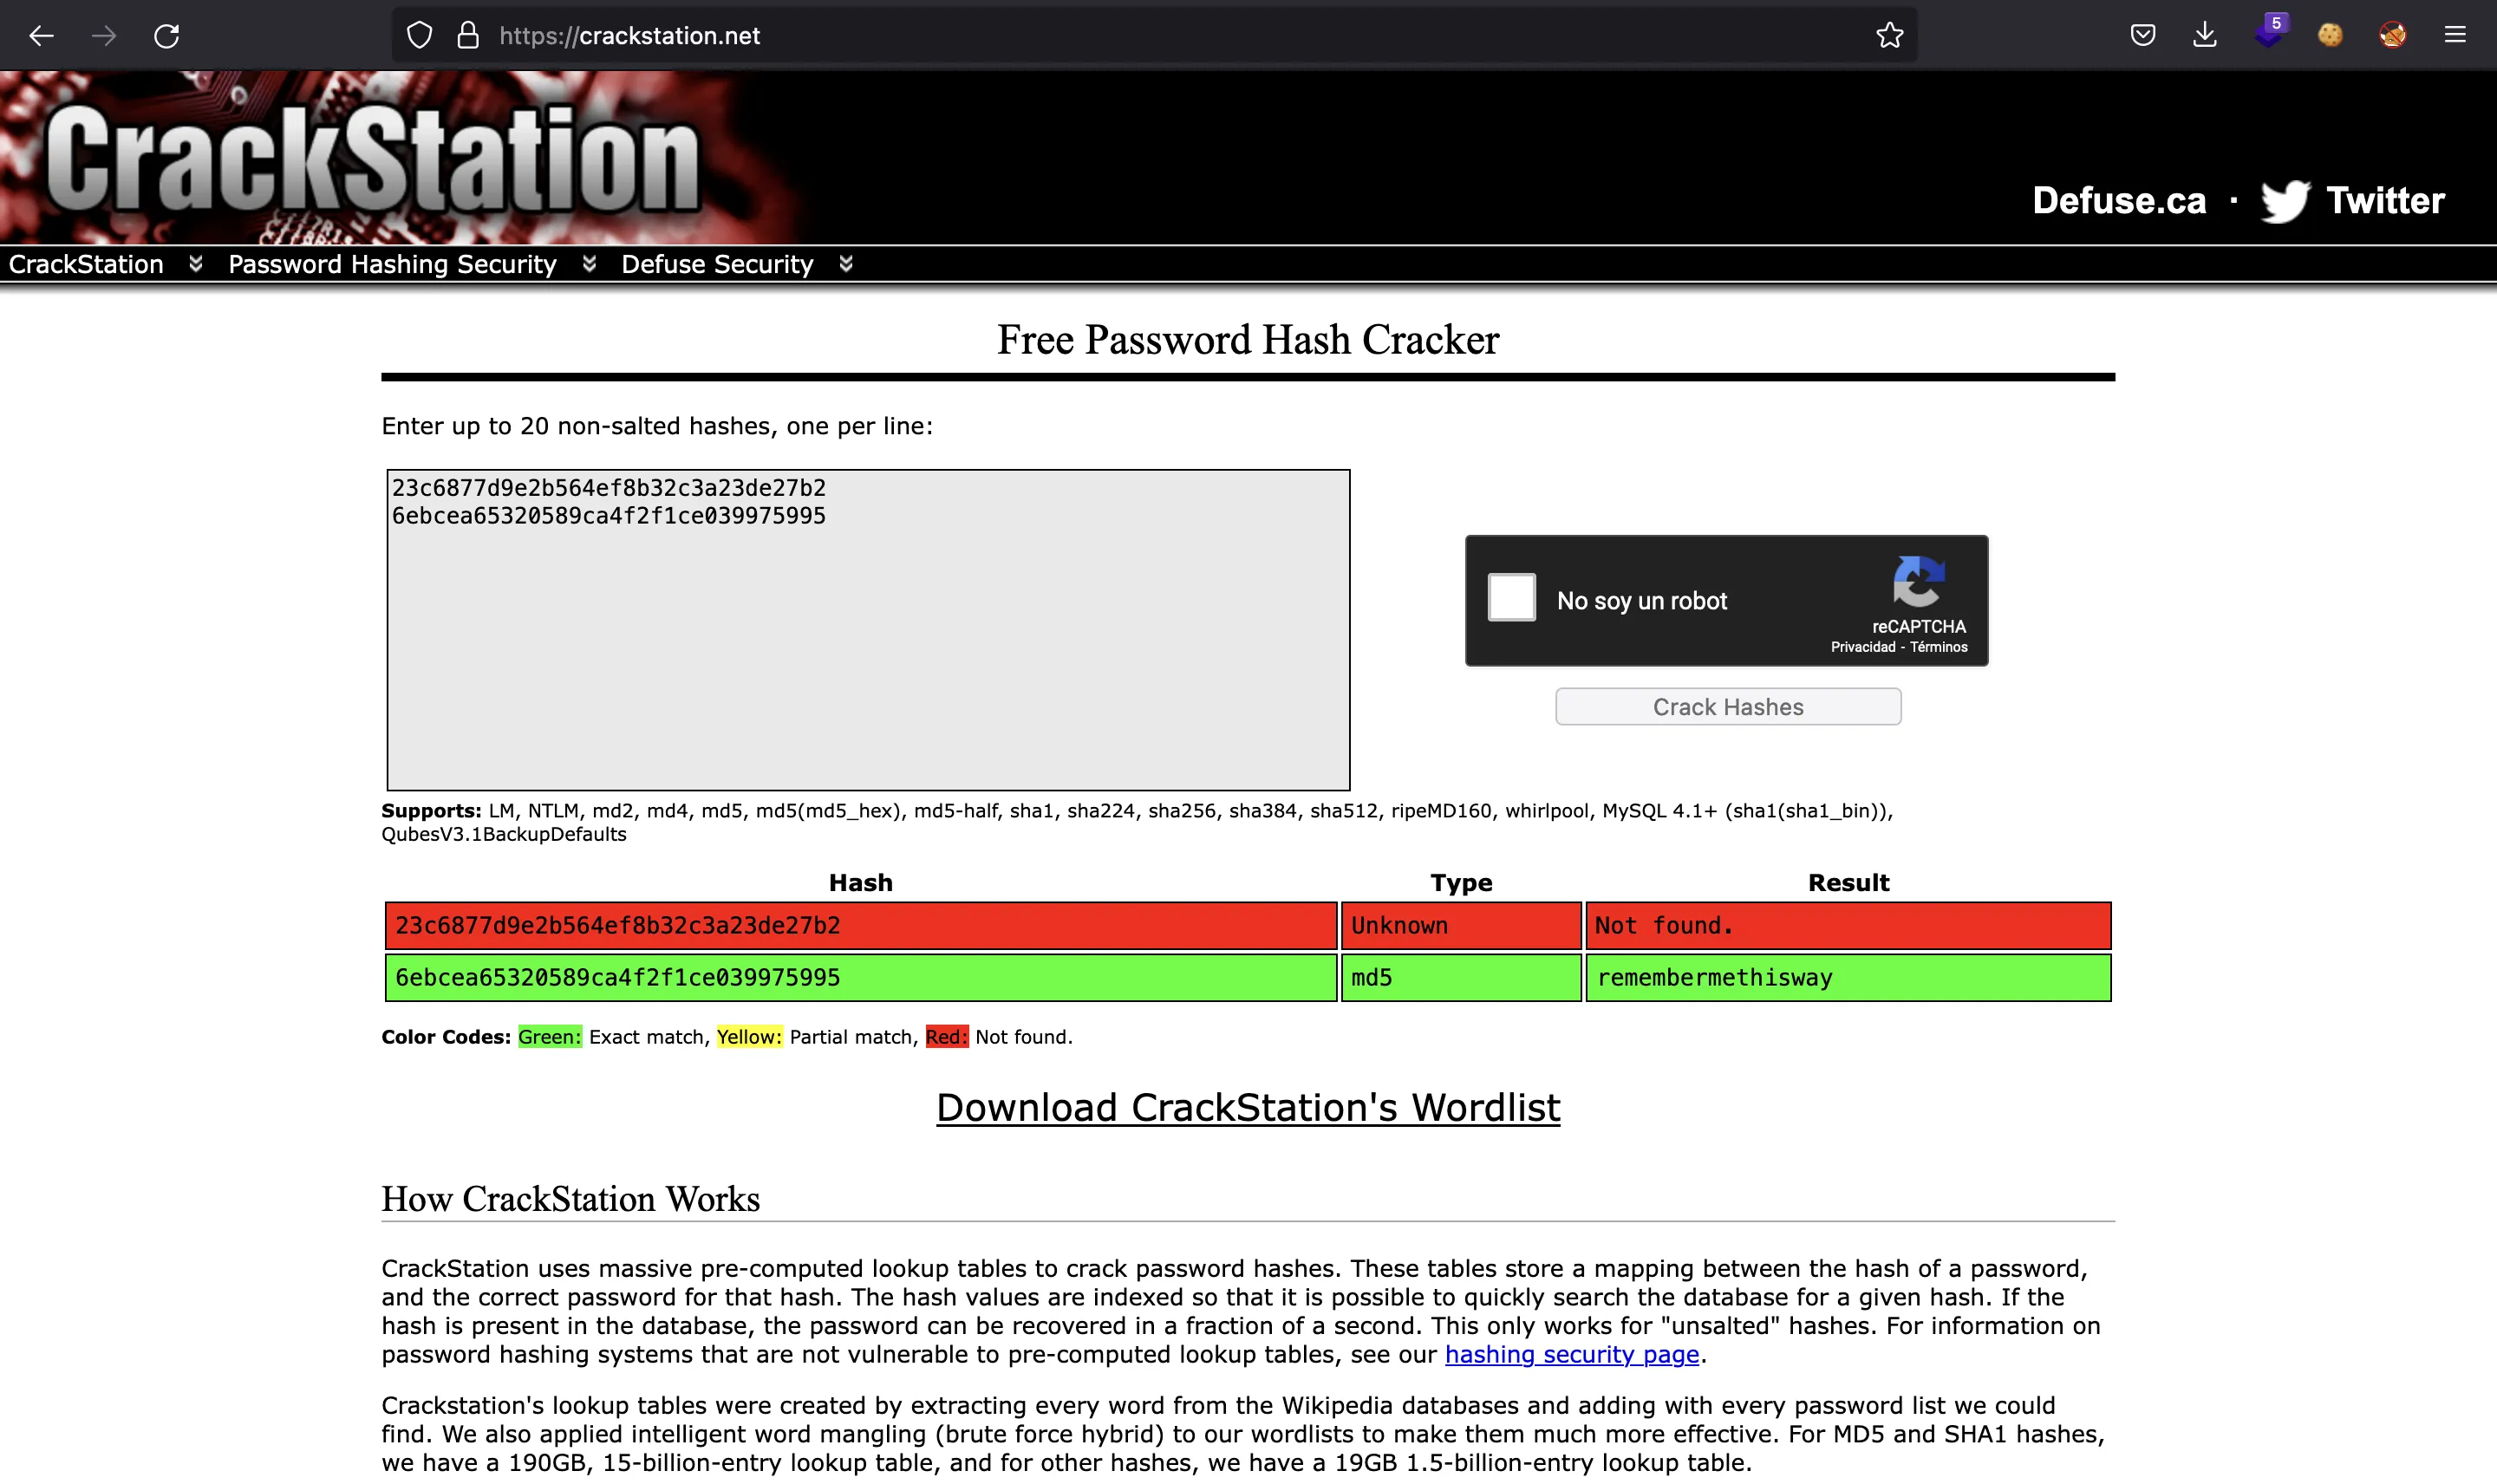 https://crackstation.net
5
CrackStation
Defuse.ca · Twitter
CrackStation Password Hashing Security Defuse Security
Free Password Hash Cracker
Enter up to 20 non-salted hashes, one per line:
23c6877d9e2b564ef8b32c3a23de27b2
6ebcea65320589ca4f2f1ce039975995
No soy un robot
reCAPTCHA
Privacidad - Términos
Crack Hashes
Supports: LM, NTLM, md2, md4, md5, md5(md5_hex), md5-half, sha1, sha224, sha256, sha384, sha512, ripeMD160, whirlpool, MySQL 4.1+ (sha1(sha1_bin)),
QubesV3.1BackupDefaults
Hash Type Result
23c6877d9e2b564ef8b32c3a23de27b2 Unknown Not found.
6ebcea65320589ca4f2f1ce039975995 md5 remembermethisway
Color Codes: Green: Exact match, Yellow: Partial match, Red: Not found.
Download CrackStation's Wordlist
How CrackStation Works
CrackStation uses massive pre-computed lookup tables to crack password hashes. These tables store a mapping between the hash of a password,
and the correct password for that hash. The hash values are indexed so that it is possible to quickly search the database for a given hash. If the
hash is present in the database, the password can be recovered in a fraction of a second. This only works for "unsalted" hashes. For information on
password hashing systems that are not vulnerable to pre-computed lookup tables, see our hashing security page.
Crackstation's lookup tables were created by extracting every word from the Wikipedia databases and adding with every password list we could
find. We also applied intelligent word mangling (brute force hybrid) to our wordlists to make them much more effective. For MD5 and SHA1 hashes,
we have a 190GB, 15-billion-entry lookup table, and for other hashes, we have a 19GB 1.5-billion-entry lookup table.